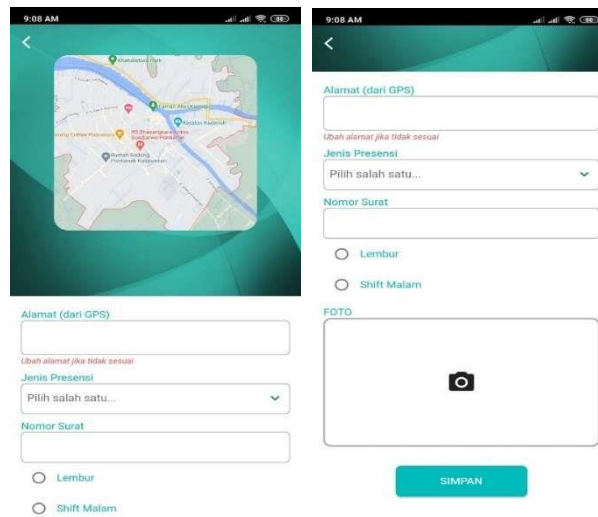 9:08 AM
Alamat (dari GPS)
Ubah alamat jika tidak sesuai
Jenis Presensi
Pilih salah satu...
Nomor Surat
Lembur
Shift Malam
9:08 AM
Alamat (dari GPS)
Ubah alamat jika tidak sesuai
Jenis Presensi
Pilih salah satu...
Nomor Surat
Lembur
Shift Malam
FOTO
SIMPAN